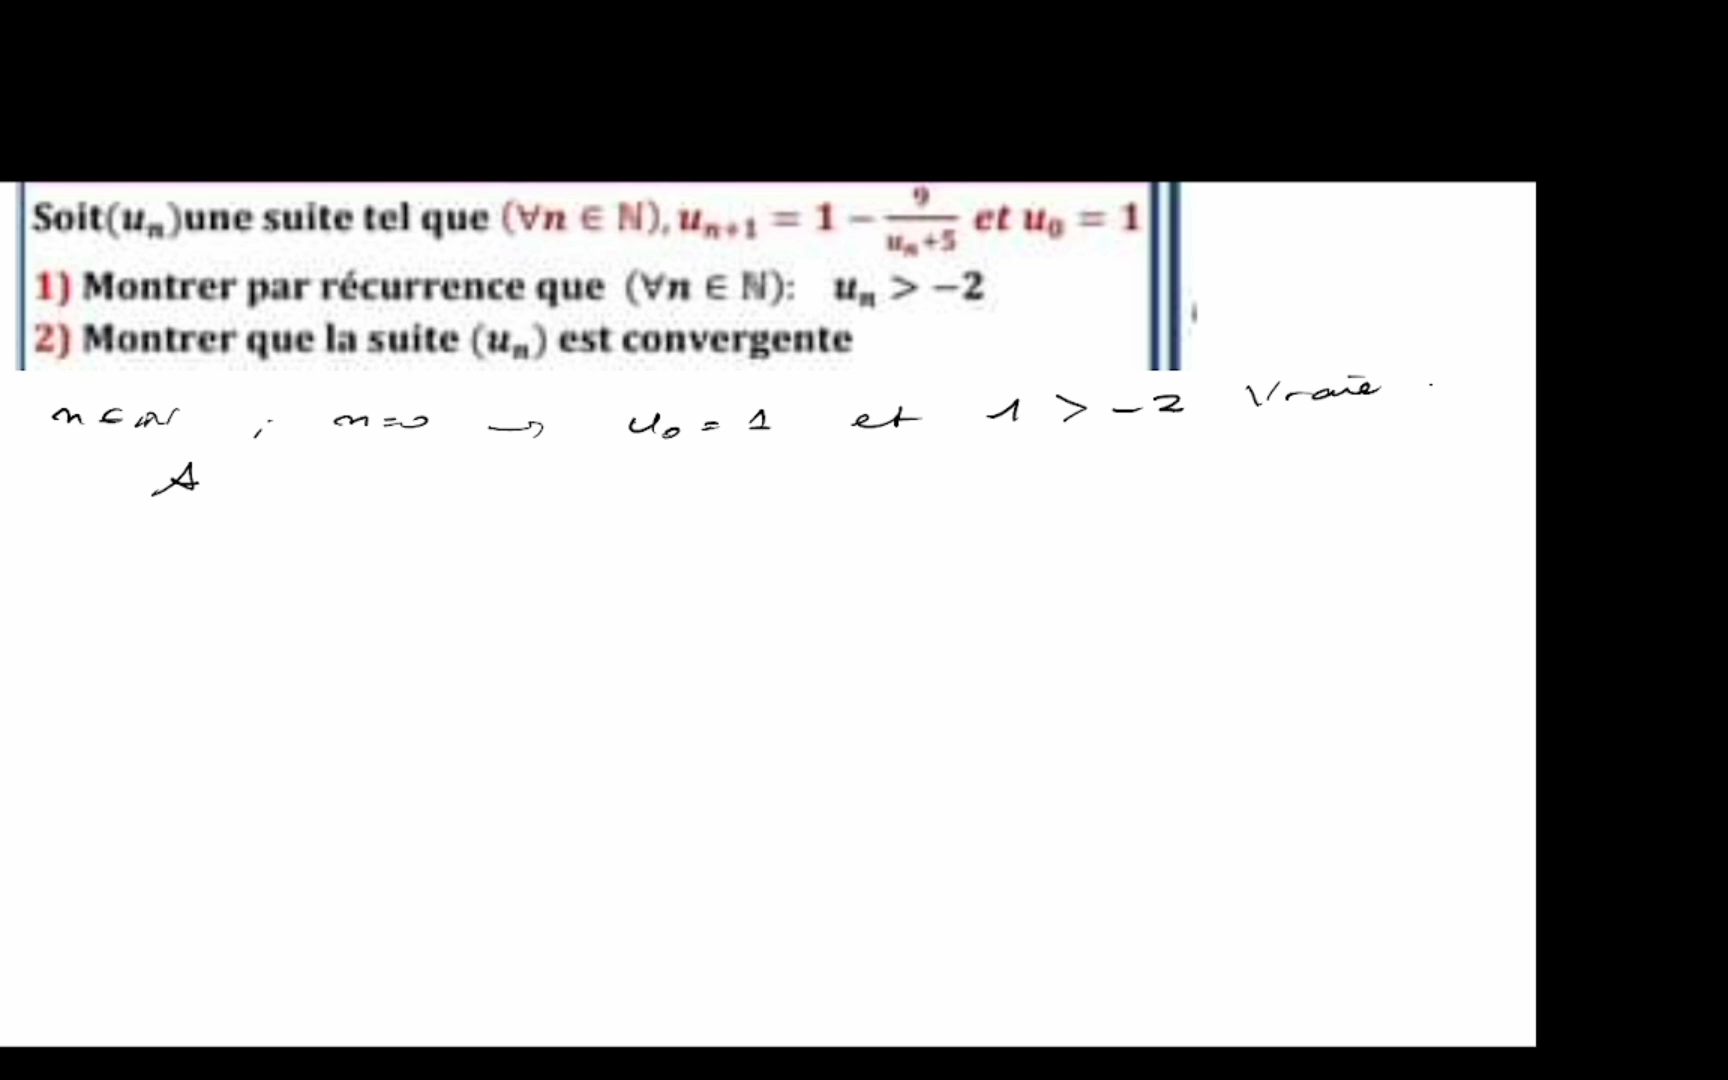 Soit(uₙ)une suite tel que (∀n ∈ ℕ), uₙ₊₁ = 1 − 9/(uₙ+5) et u₀ = 1
1) Montrer par récurrence que (∀n ∈ ℕ): uₙ > −2
2) Montrer que la suite (uₙ) est convergente
n ∈ ℕ ; n=0 → u₀ = 1 et 1 > −2 Vraie .
A